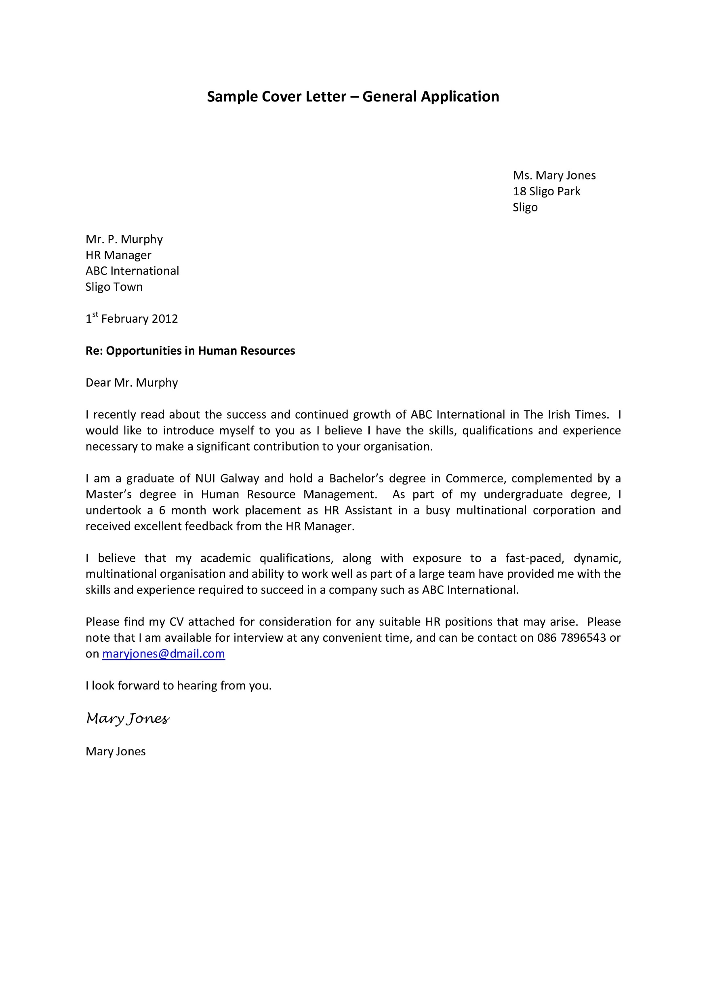 Sample Cover Letter – General Application
Ms. Mary Jones
18 Sligo Park
Sligo
Mr. P. Murphy
HR Manager
ABC International
Sligo Town
1st February 2012
Re: Opportunities in Human Resources
Dear Mr. Murphy
I recently read about the success and continued growth of ABC International in The Irish Times. I
would like to introduce myself to you as I believe I have the skills, qualifications and experience
necessary to make a significant contribution to your organisation.
I am a graduate of NUI Galway and hold a Bachelor’s degree in Commerce, complemented by a
Master’s degree in Human Resource Management. As part of my undergraduate degree, I
undertook a 6 month work placement as HR Assistant in a busy multinational corporation and
received excellent feedback from the HR Manager.
I believe that my academic qualifications, along with exposure to a fast-paced, dynamic,
multinational organisation and ability to work well as part of a large team have provided me with the
skills and experience required to succeed in a company such as ABC International.
Please find my CV attached for consideration for any suitable HR positions that may arise. Please
note that I am available for interview at any convenient time, and can be contact on 086 7896543 or
on maryjones@dmail.com
I look forward to hearing from you.
Mary Jones
Mary Jones